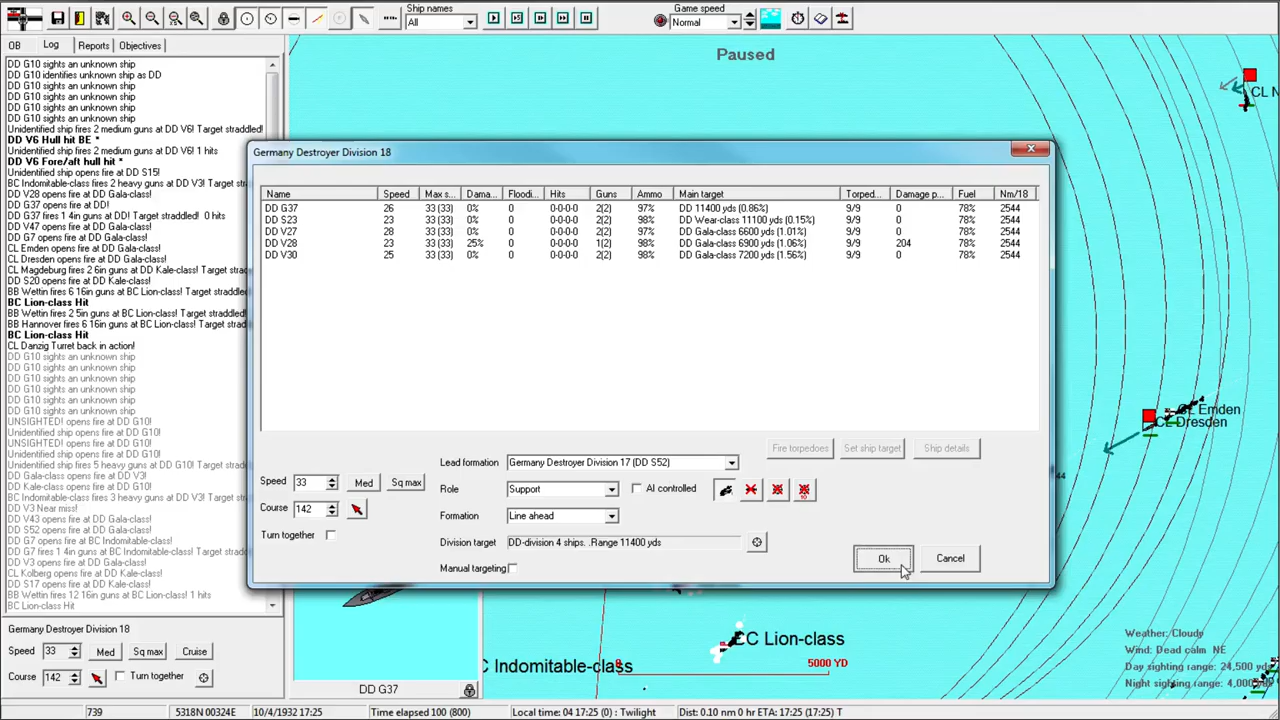 Ship names
All
Game speed
Normal
OB Log Reports Objectives
Paused
DD G10 sights an unknown ship
DD G10 identifies unknown ship as DD
DD G10 sights an unknown ship
DD G10 sights an unknown ship
DD G10 sights an unknown ship
DD G10 sights an unknown ship
Unidentified ship fires 2 medium guns at DD V6! Target straddled!
DD V6 Hull hit BE *
Unidentified ship fires 2 medium guns at DD V6! 1 hits
DD V6 Fore/aft hull hit *
Unidentified ship opens fire at DD S15!
BC Indomitable-class fires 2 heavy guns at DD V3! Target
DD V28 opens fire at DD Gala-class!
DD G37 opens fire at DD!
DD G37 fires 1 4in guns at DD! Target straddled! 0 hits
DD V47 opens fire at DD Gala-class!
DD G7 opens fire at DD Gala-class!
CL Emden opens fire at DD Gala-class!
CL Dresden opens fire at DD Gala-class!
CL Magdeburg fires 2 6in guns at DD Kale-class! Target
DD S20 opens fire at DD Kale-class!
BB Wettin fires 6 16in guns at BC Lion-class! Target
BC Lion-class Hit
BB Wettin fires 2 5in guns at BC Lion-class! Target
BB Hannover fires 6 16in guns at BC Lion-class! Target
BC Lion-class Hit
CL Danzig Turret back in action!
DD G10 sights an unknown ship
DD G10 sights an unknown ship
DD G10 sights an unknown ship
DD G10 sights an unknown ship
DD G10 sights an unknown ship
DD G10 sights an unknown ship
UNSIGHTED! opens fire at DD G10!
Unidentified ship opens fire at DD G10!
UNSIGHTED! opens fire at DD G10!
Unidentified ship opens fire at DD G10!
Unidentified ship fires 5 heavy guns at DD G10! Target
DD Gala-class opens fire at DD V3!
BC Indomitable-class fires 3 heavy guns at DD V3! Target
DD V3 Near miss!
DD V43 opens fire at DD Gala-class!
DD S52 opens fire at DD Gala-class!
DD G7 opens fire at BC Indomitable-class!
DD G7 fires 1 4in guns at BC Indomitable-class! Target
DD V3 opens fire at DD Gala-class!
CL Kolberg opens fire at DD Gala-class!
DD S17 opens fire at DD Gala-class!
BB Wettin fires 12 16in guns at BC Lion-class! 1 hits
BC Lion-class Hit
Germany Destroyer Division 18
Speed 33 Med Sq max Cruise
Course 142 Turn together
Germany Destroyer Division 18
Name Speed Max s... Dama... Floodi... Hits Guns Ammo Main target Torped... Damage p... Fuel Nm/18
DD G37 26 33 (33) 0% 0 0-0-0-0 2(2) 97% DD 11400 yds (0.86%) 9/9 0 78% 2544
DD S23 23 33 (33) 0% 0 0-0-0-0 2(2) 98% DD Wear-class 11100 yds (0.15%) 9/9 0 78% 2544
DD V27 28 33 (33) 0% 0 0-0-0-0 2(2) 97% DD Gala-class 6600 yds (1.01%) 9/9 0 78% 2544
DD V28 23 33 (33) 25% 0 0-0-0-0 1(2) 98% DD Gala-class 6900 yds (1.06%) 9/9 204 78% 2544
DD V30 25 33 (33) 0% 0 0-0-0-0 2(2) 98% DD Gala-class 7200 yds (1.56%) 9/9 0 78% 2544
Fire torpedoes Set ship target Ship details
Lead formation Germany Destroyer Division 17 (DD S52)
Speed 33 Med Sq max
Role Support AI controlled
Course 142
Formation Line ahead
Turn together
Division target DD-division 4 ships. .Range 11400 yds
Manual targeting
Ok Cancel
CL N
CL Emden
CL Dresden
44
C Lion-class
C Indomitable-class
0 5000 YD
Weather: Cloudy
Wind: Dead calm NE
Day sighting range: 24,500 yds
Night sighting range: 4,000 yds
DD G37
739 5318N 00324E 10/4/1932 17:25 Time elapsed 100 (800) Local time: 04 17:25 (0) : Twilight Dist: 0.10 nm 0 hr ETA: 17:25 (17:25) T